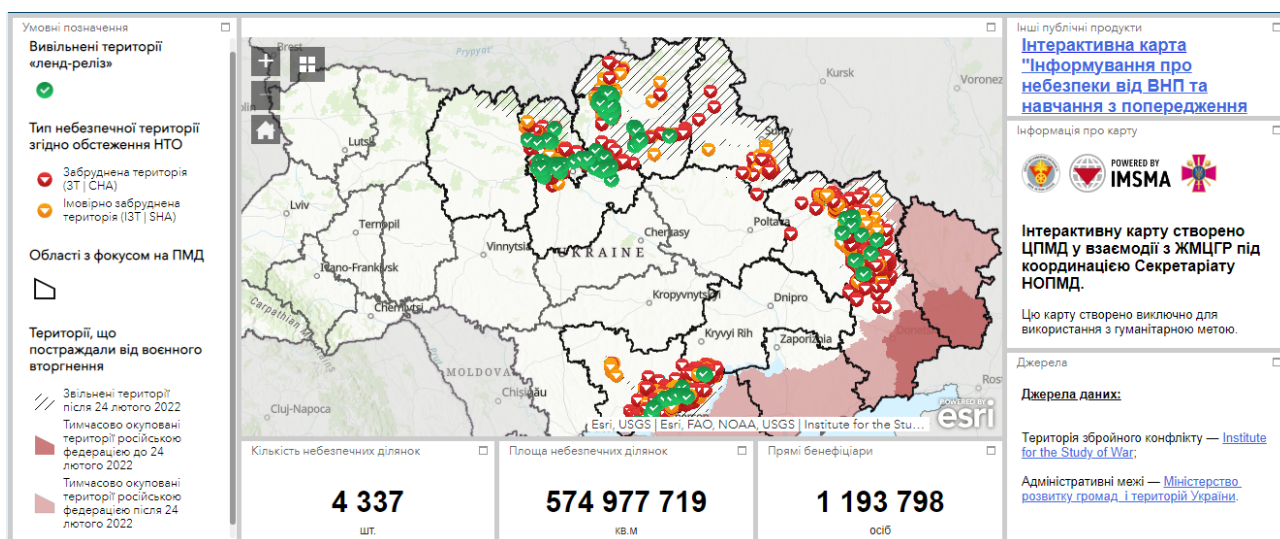 Умовні позначення
Вивільнені території
«ленд-реліз»
Тип небезпечної території
згідно обстеження НТО
Забруднена територія
(ЗТ | CHA)
Імовірно забруднена
територія (ІЗТ | SHA)
Області з фокусом на ПМД
Території, що
постраждали від воєнного
вторгнення
Звільнені території
після 24 лютого 2022
Тимчасово окуповані
території російською
федерацією до 24
лютого 2022
Тимчасово окуповані
території російською
федерацією після 24
лютого 2022
Brest
Prypyat'
Kursk
Voronez
Lutsk
Sumy
Lviv
Ternopil
Poltava
Vinnytsia
Cherkasy
UKRAINE
Ivano-Frankivsk
Kropyvnyts
Dnipro
Chernivtsi
Carpathian
Kryvyi Rih
Zaporizhia
Donets
MOLDOVA
Chișinău
Cluj-Napoca
Rost
POWERED BY
esri
Esri, USGS | Esri, FAO, NOAA, USGS | Institute for the Stu...
Кількість небезпечних ділянок
4 337
шт.
Площа небезпечних ділянок
574 977 719
кв.м
Прямі бенефіціари
1 193 798
осіб
Інші публічні продукти
Інтерактивна карта
"Інформування про
небезпеки від ВНП та
навчання з попередження
Інформація про карту
POWERED BY
IMSMA
Інтерактивну карту створено
ЦПМД у взаємодії з ЖМЦГР під
координацією Секретаріату
НОПМД.
Цю карту створено виключно для
використання з гуманітарною метою.
Джерела
Джерела даних:
Територія збройного конфлікту — Institute
for the Study of War;
Адміністративні межі — Міністерство
розвитку громад і територій України.